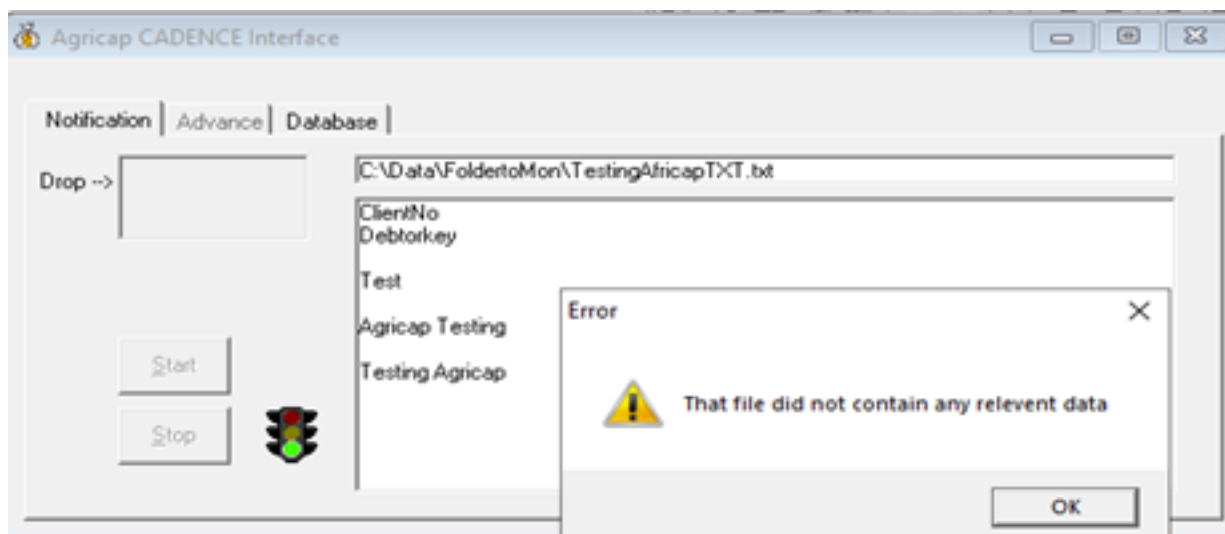 Agricap CADENCE Interface
Notification Advance Database
Drop -->
C:\Data\FoldertoMon\TestingAfricapTXT.txt
ClientNo
Debtorkey
Test
Agricap Testing
Testing Agricap
Start
Stop
Error
That file did not contain any relevent data
OK